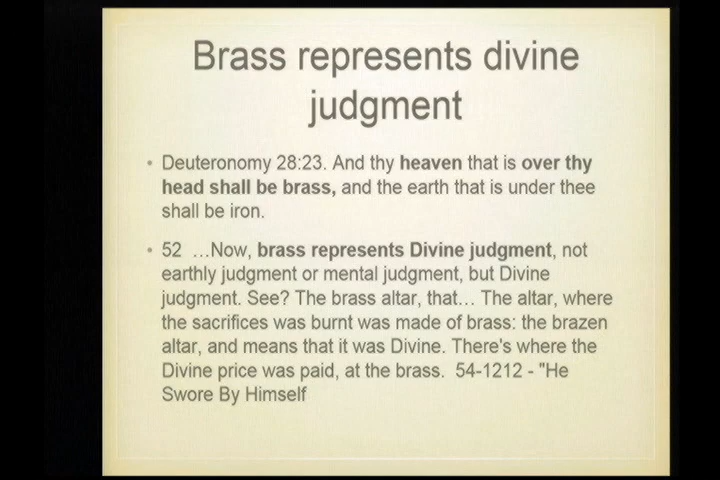 Brass represents divine
judgment
• Deuteronomy 28:23. And thy heaven that is over thy
head shall be brass, and the earth that is under thee
shall be iron.
• 52 …Now, brass represents Divine judgment, not
earthly judgment or mental judgment, but Divine
judgment. See? The brass altar, that… The altar, where
the sacrifices was burnt was made of brass: the brazen
altar, and means that it was Divine. There's where the
Divine price was paid, at the brass. 54-1212 - "He
Swore By Himself